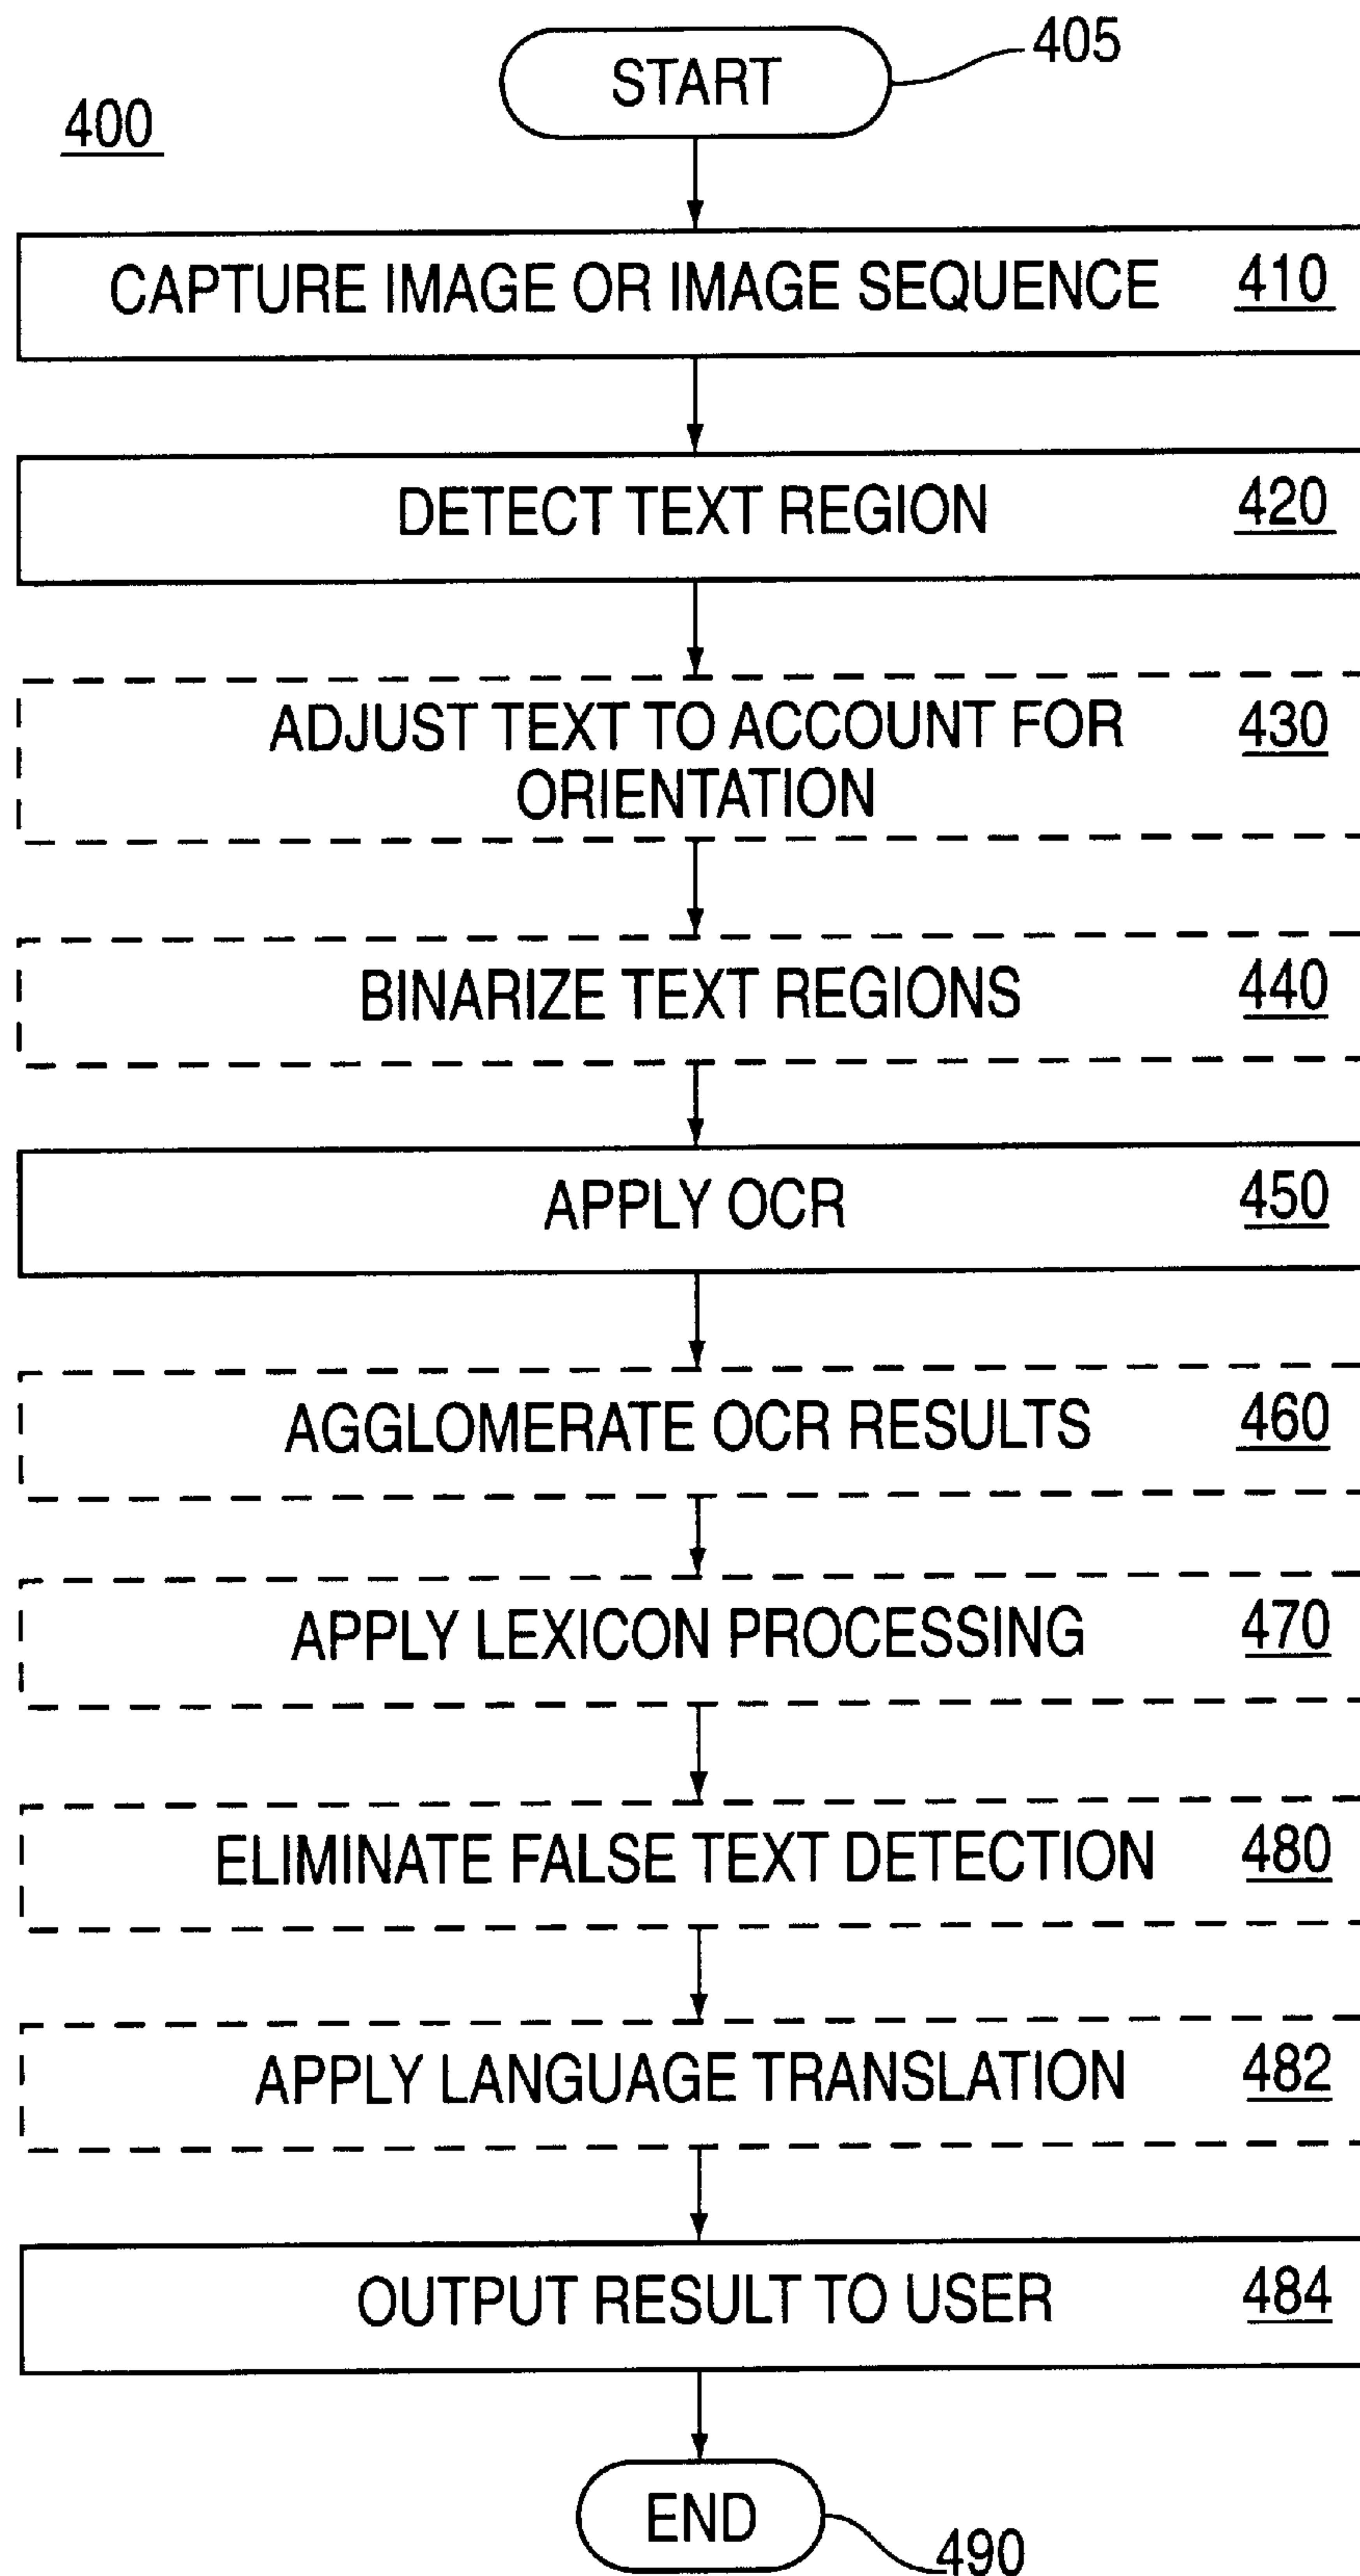 START 405
400
CAPTURE IMAGE OR IMAGE SEQUENCE 410
DETECT TEXT REGION 420
ADJUST TEXT TO ACCOUNT FOR 430
ORIENTATION
BINARIZE TEXT REGIONS 440
APPLY OCR 450
AGGLOMERATE OCR RESULTS 460
APPLY LEXICON PROCESSING 470
ELIMINATE FALSE TEXT DETECTION 480
APPLY LANGUAGE TRANSLATION 482
OUTPUT RESULT TO USER 484
END 490